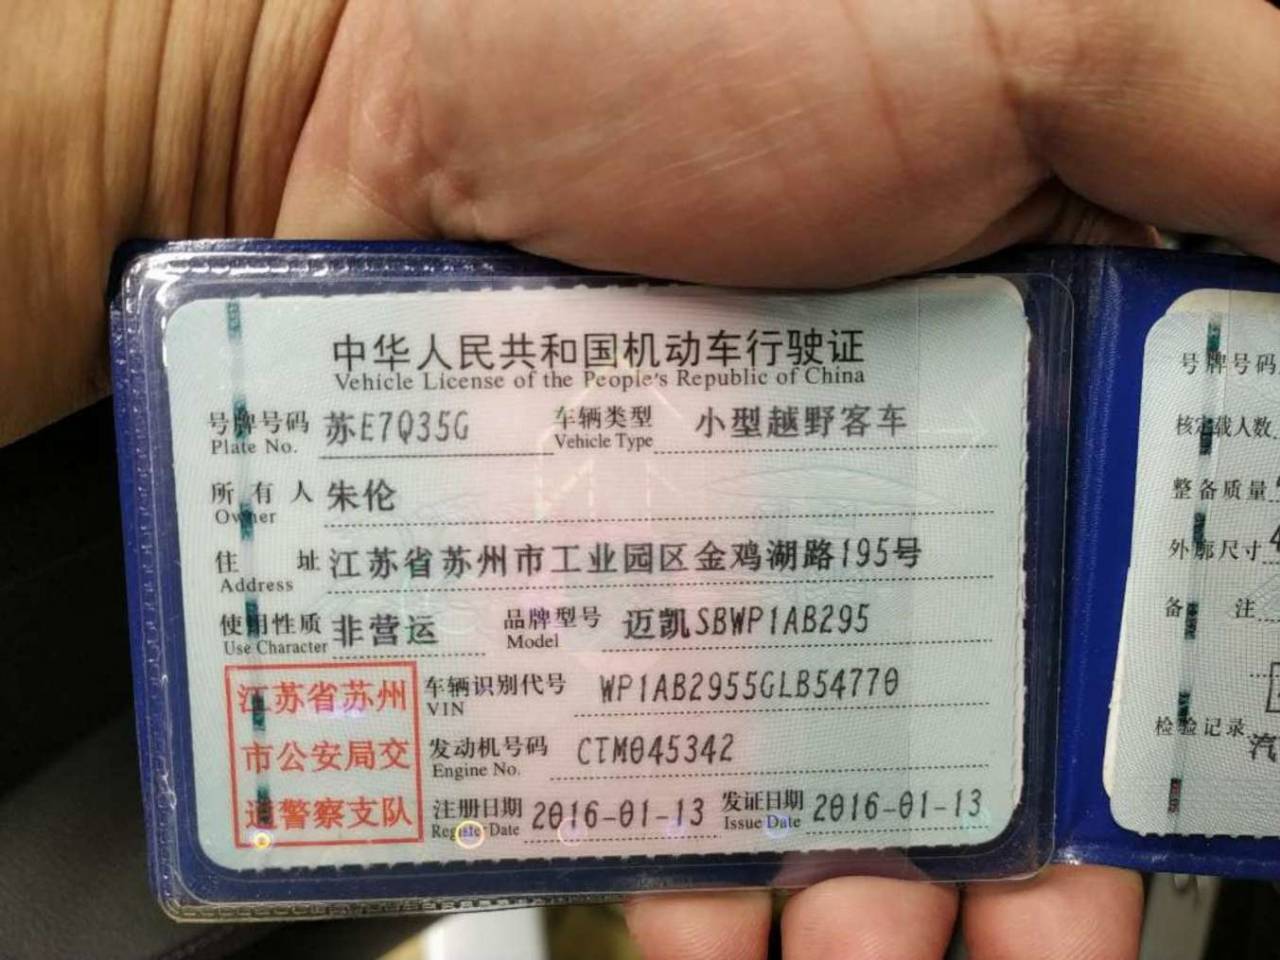 中华人民共和国机动车行驶证
Vehicle License of the People's Republic of China
号牌号码 苏E7Q35G 车辆类型 小型越野客车
Plate No. Vehicle Type
所有人 朱伦
Owner
住址 江苏省苏州市工业园区金鸡湖路195号
Address
使用性质 非营运 品牌型号 迈凯SBWP1AB295
Use Character Model
江苏省苏州
市公安局交
通警察支队
车辆识别代号 WP1AB2955GLB54770
VIN
发动机号码 CTM045342
Engine No.
注册日期 2016-01-13 发证日期 2016-01-13
Register Date Issue Date
号牌号码
核定载人数
整备质量
外廓尺寸 4
备注
检验记录
汽